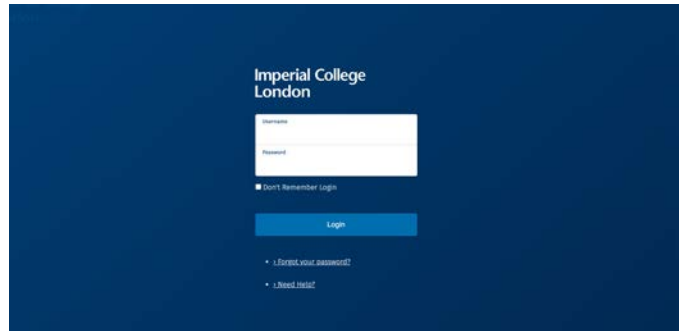 Imperial College
London
Username
Password
Don't Remember Login
Login
› Forgot your password?
› Need Help?